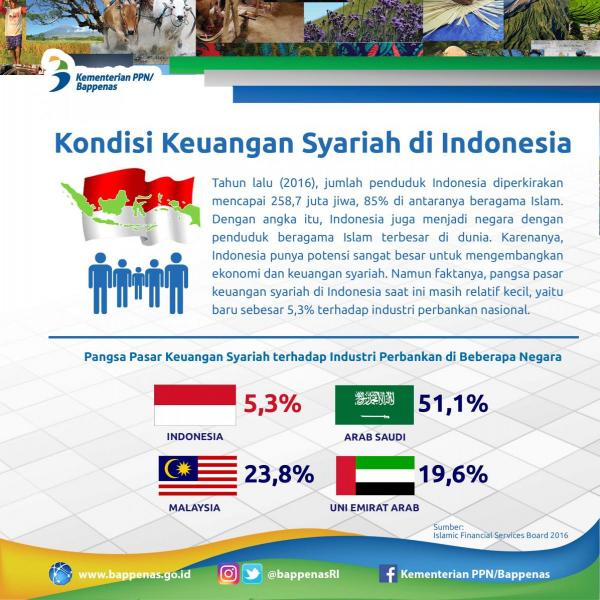 Kementerian PPN/
Bappenas
Kondisi Keuangan Syariah di Indonesia
Tahun lalu (2016), jumlah penduduk Indonesia diperkirakan
mencapai 258,7 juta jiwa, 85% di antaranya beragama Islam.
Dengan angka itu, Indonesia juga menjadi negara dengan
penduduk beragama Islam terbesar di dunia. Karenanya,
Indonesia punya potensi sangat besar untuk mengembangkan
ekonomi dan keuangan syariah. Namun faktanya, pangsa pasar
keuangan syariah di Indonesia saat ini masih relatif kecil, yaitu
baru sebesar 5,3% terhadap industri perbankan nasional.
Pangsa Pasar Keuangan Syariah terhadap Industri Perbankan di Beberapa Negara
5,3%
INDONESIA
51,1%
ARAB SAUDI
23,8%
MALAYSIA
19,6%
UNI EMIRAT ARAB
Sumber:
Islamic Financial Services Board 2016
www.bappenas.go.id
@bappenasRI
Kementerian PPN/Bappenas